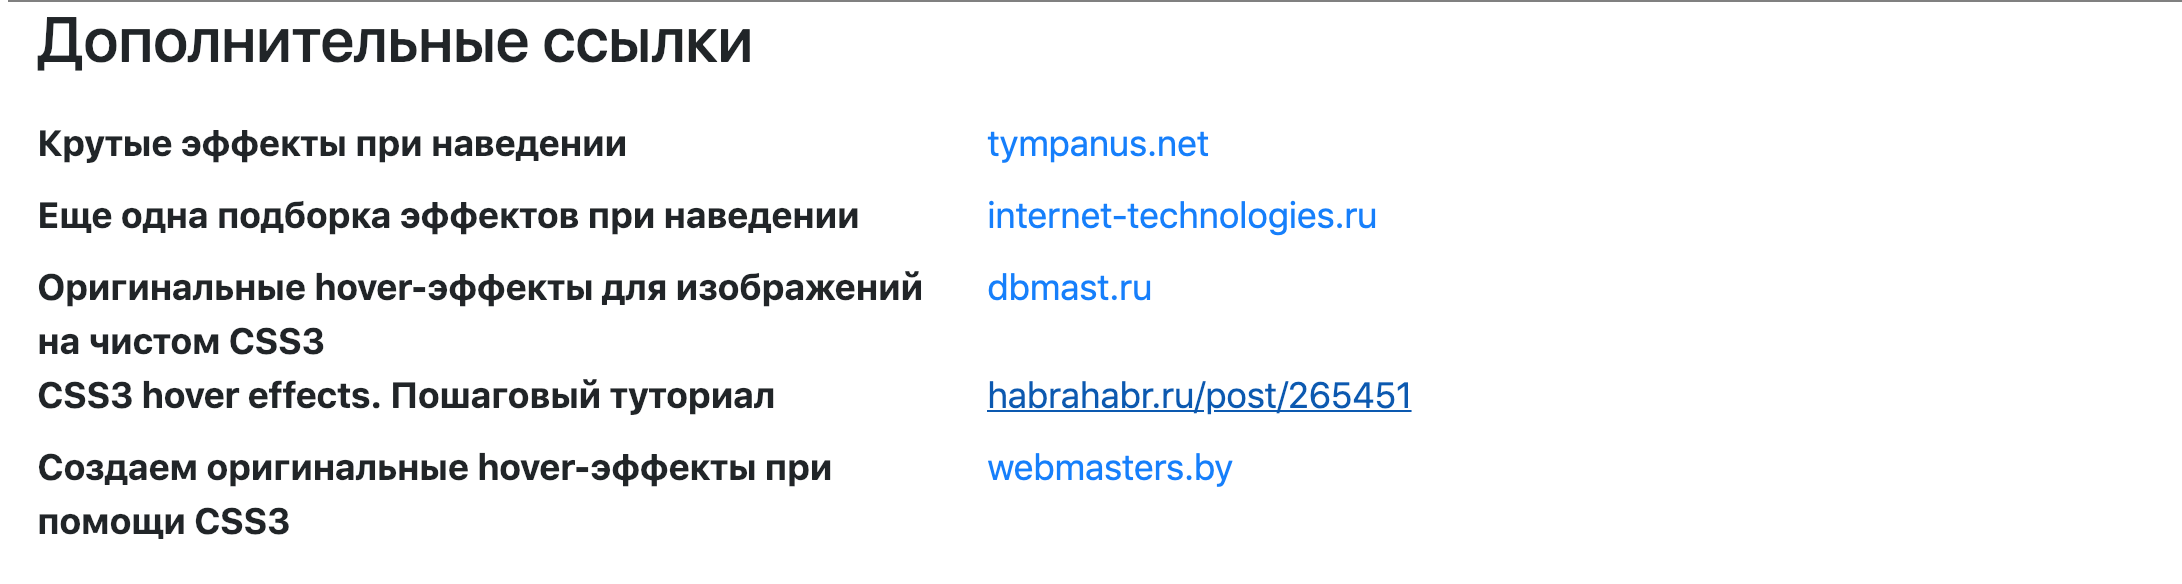 Дополнительные ссылки
Крутые эффекты при наведении tympanus.net
Еще одна подборка эффектов при наведении internet-technologies.ru
Оригинальные hover-эффекты для изображений dbmast.ru
на чистом CSS3
CSS3 hover effects. Пошаговый туториал habrahabr.ru/post/265451
Создаем оригинальные hover-эффекты при webmasters.by
помощи CSS3